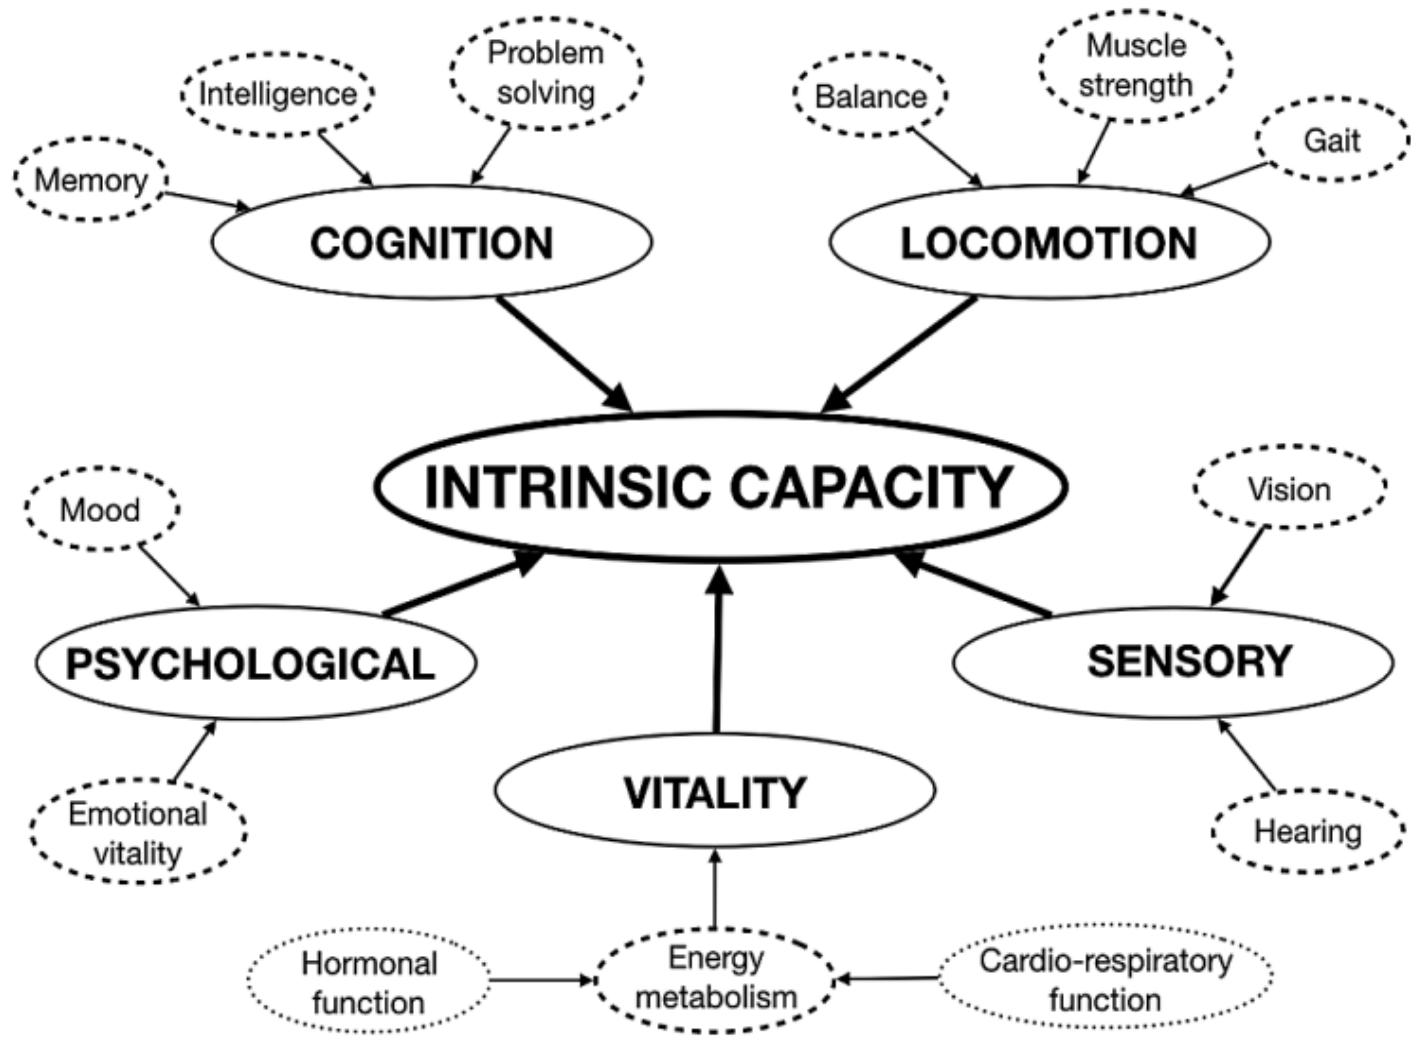 Problem
solving
Intelligence
Memory
COGNITION
Muscle
strength
Balance
Gait
LOCOMOTION
INTRINSIC CAPACITY
Mood
PSYCHOLOGICAL
Emotional
vitality
Vision
SENSORY
Hearing
VITALITY
Hormonal
function
Energy
metabolism
Cardio-respiratory
function